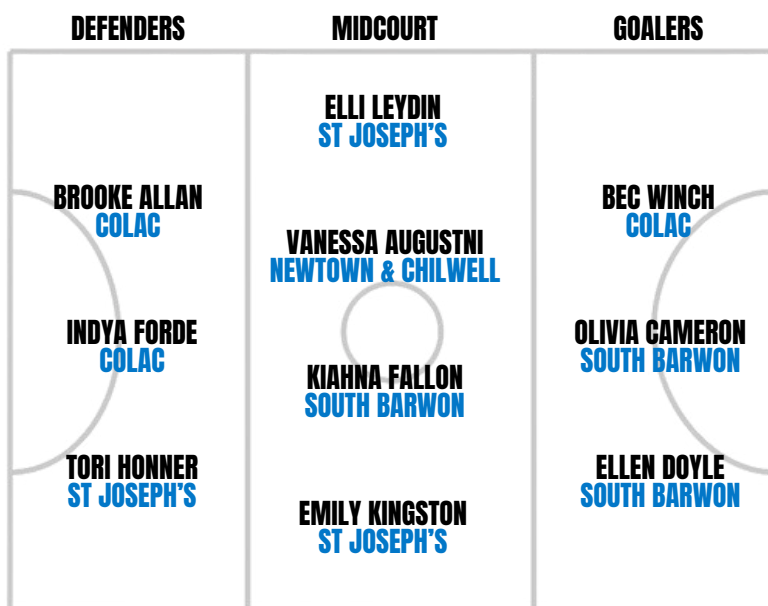 DEFENDERS
BROOKE ALLAN
COLAC
INDYA FORDE
COLAC
TORI HONNER
ST JOSEPH'S
MIDCOURT
ELLI LEYDIN
ST JOSEPH'S
VANESSA AUGUSTNI
NEWTOWN & CHILWELL
KIAHNA FALLON
SOUTH BARWON
EMILY KINGSTON
ST JOSEPH'S
GOALERS
BEC WINCH
COLAC
OLIVIA CAMERON
SOUTH BARWON
ELLEN DOYLE
SOUTH BARWON